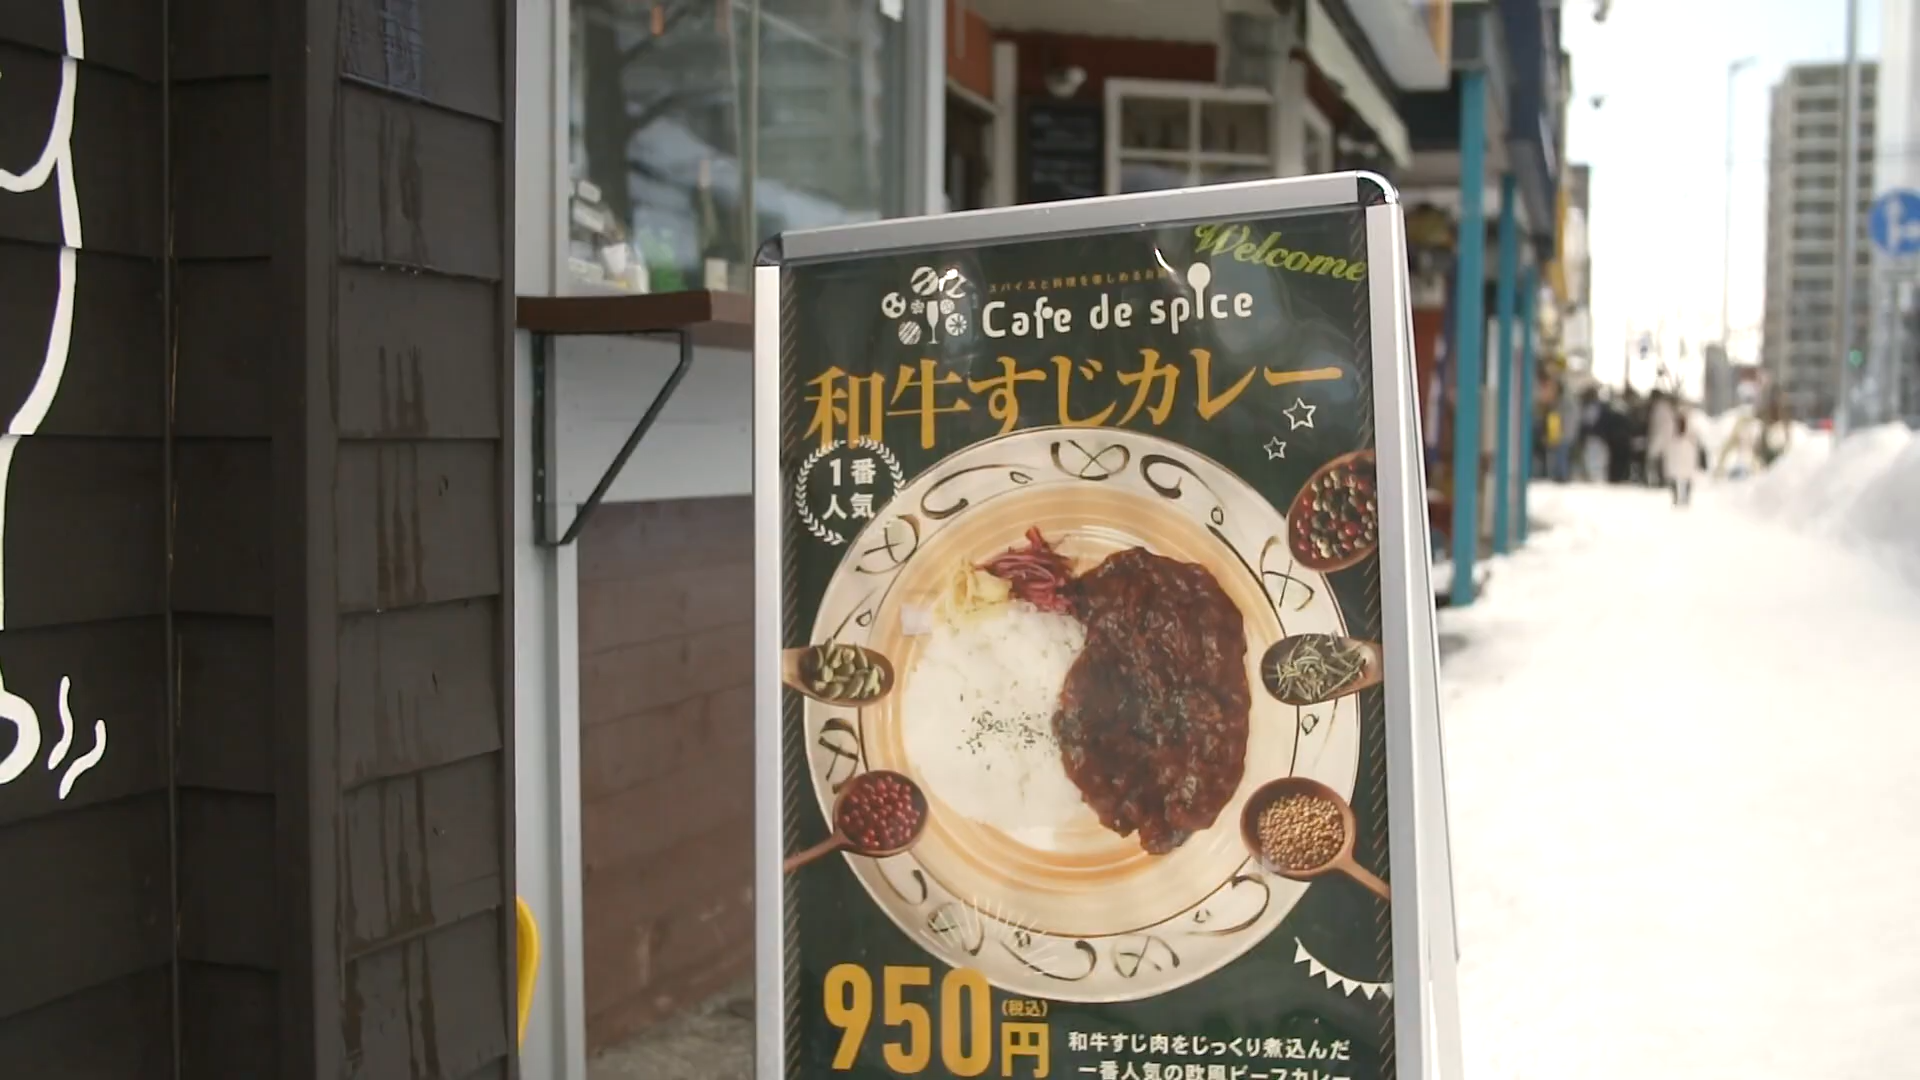 Welcome
スパイスと料理を楽しめるお店
Cafe de spice
和牛すじカレー
1番
人気
950円
(税込)
和牛すじ肉をじっくり煮込んだ
一番人気の欧風ビーフカレー